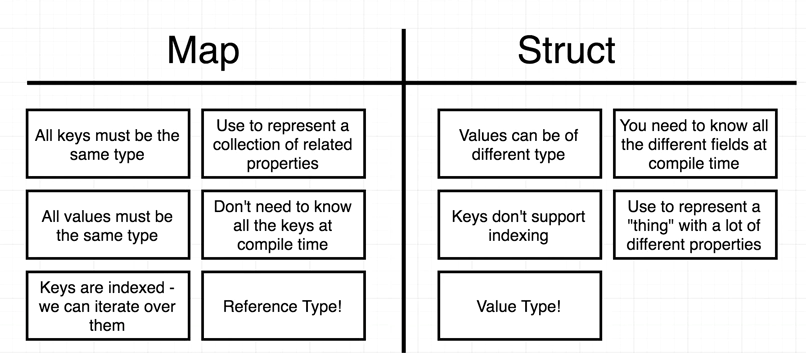 Map
Struct
All keys must be the
same type
Use to represent a
collection of related
properties
All values must be
the same type
Don't need to know
all the keys at
compile time
Keys are indexed -
we can iterate over
them
Reference Type!
Values can be of
different type
You need to know all
the different fields at
compile time
Keys don't support
indexing
Use to represent a
"thing" with a lot of
different properties
Value Type!